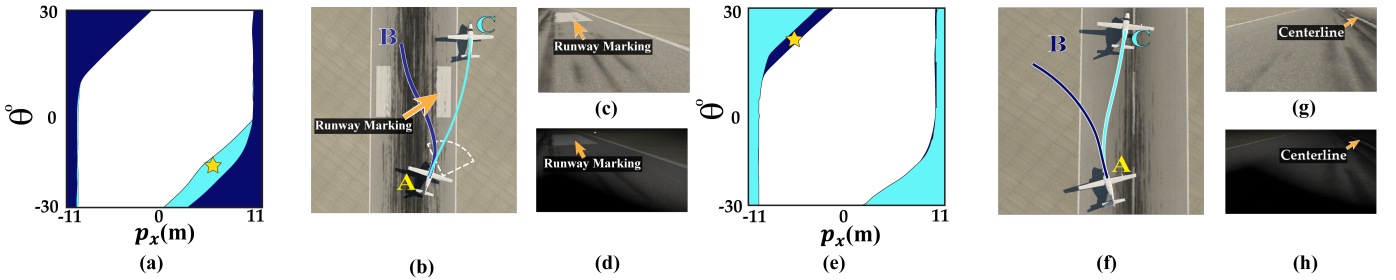 30
θ°
0
-30
-11
0
11
pₓ(m)
(a)
B
C
Runway Marking
A
(b)
Runway Marking
(c)
Runway Marking
(d)
30
θ°
0
-30
-11
0
11
pₓ(m)
(e)
B
C
A
(f)
Centerline
(g)
Centerline
(h)